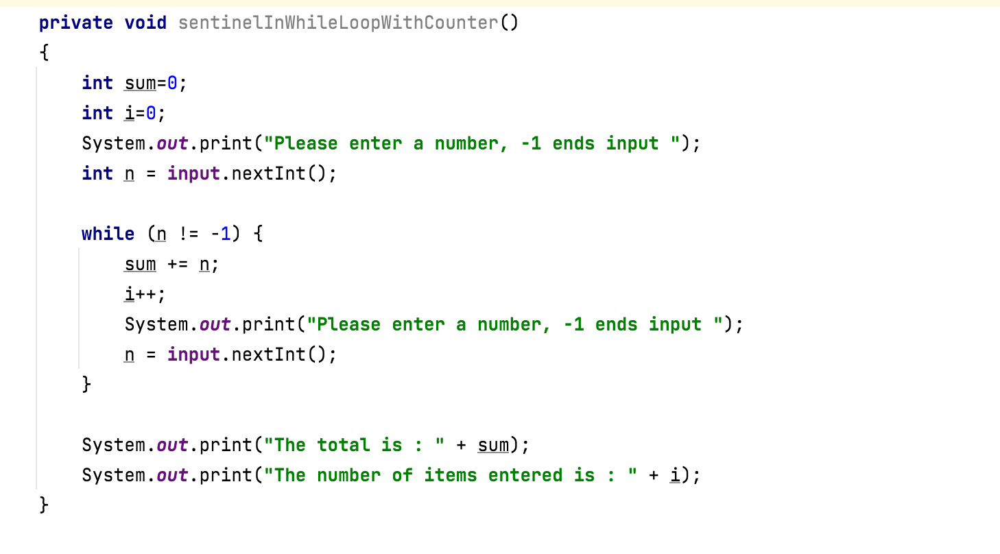 private void sentinelInWhileLoopWithCounter()
{
    int sum=0;
    int i=0;
    System.out.print("Please enter a number, -1 ends input ");
    int n = input.nextInt();

    while (n != -1) {
        sum += n;
        i++;
        System.out.print("Please enter a number, -1 ends input ");
        n = input.nextInt();
    }

    System.out.print("The total is : " + sum);
    System.out.print("The number of items entered is : " + i);
}